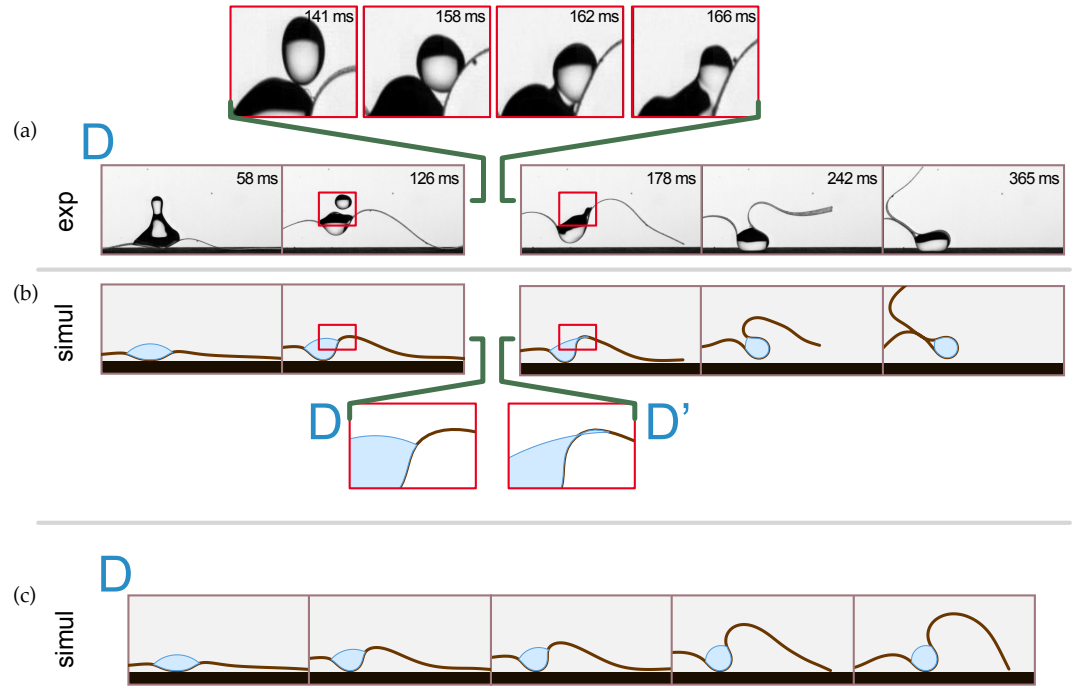 141 ms 158 ms 162 ms 166 ms
(a)
D
exp
58 ms 126 ms 178 ms 242 ms 365 ms
(b)
simul
D D’
(c)
D
simul